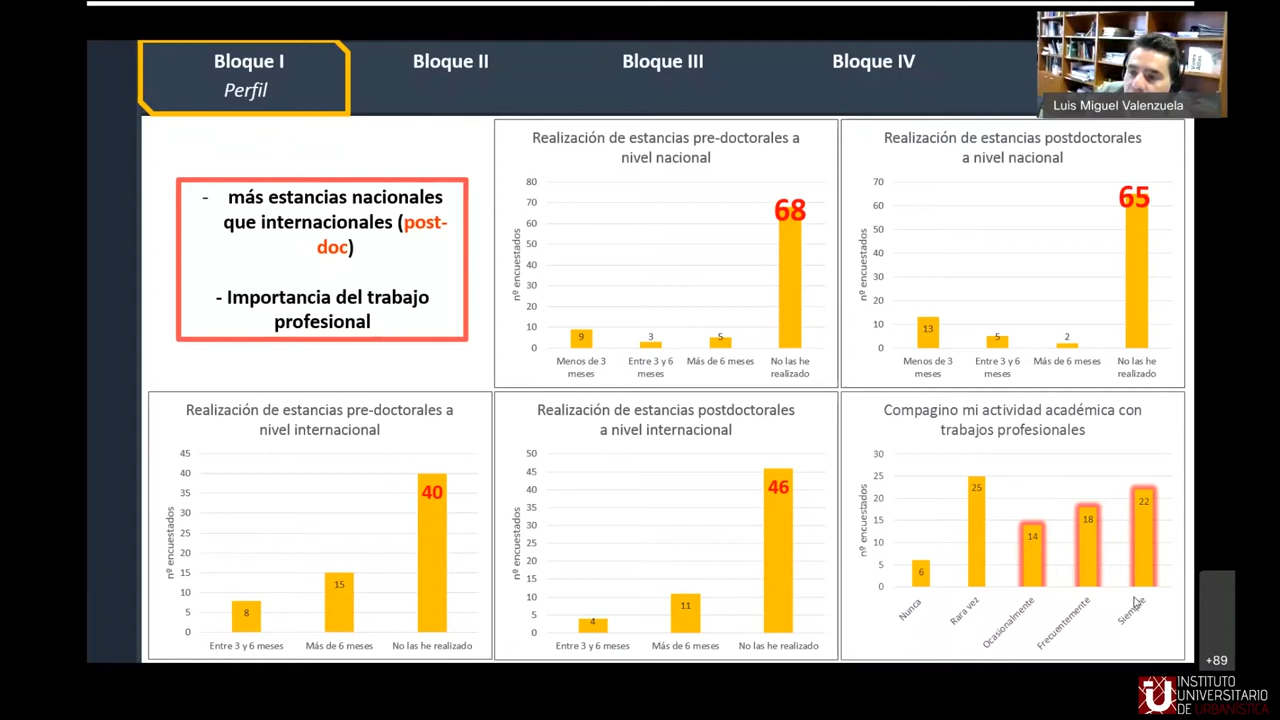 Bloque I
Perfil
Bloque II
Bloque III
Bloque IV
Luis Miguel Valenzuela
- más estancias nacionales
que internacionales (post-
doc)
- Importancia del trabajo
profesional
Realización de estancias pre-doctorales a
nivel nacional
nº encuestados
80
70
60
50
40
30
20
10
0
9
3
5
68
Menos de 3
meses
Entre 3 y 6
meses
Más de 6 meses
No las he
realizado
Realización de estancias postdoctorales
a nivel nacional
nº encuestados
70
60
50
40
30
20
10
0
13
5
2
65
Menos de 3
meses
Entre 3 y 6
meses
Más de 6 meses
No las he
realizado
Realización de estancias pre-doctorales a
nivel internacional
nº encuestados
45
40
35
30
25
20
15
10
5
0
8
15
40
Entre 3 y 6 meses
Más de 6 meses
No las he realizado
Realización de estancias postdoctorales
a nivel internacional
nº encuestados
50
45
40
35
30
25
20
15
10
5
0
4
11
46
Entre 3 y 6 meses
Más de 6 meses
No las he realizado
Compagino mi actividad académica con
trabajos profesionales
nº encuestados
30
25
20
15
10
5
0
6
25
14
18
22
Nunca
Rara vez
Ocasionalmente
Frecuentemente
Siempre
+89
INSTITUTO
UNIVERSITARIO
DE URBANÍSTICA